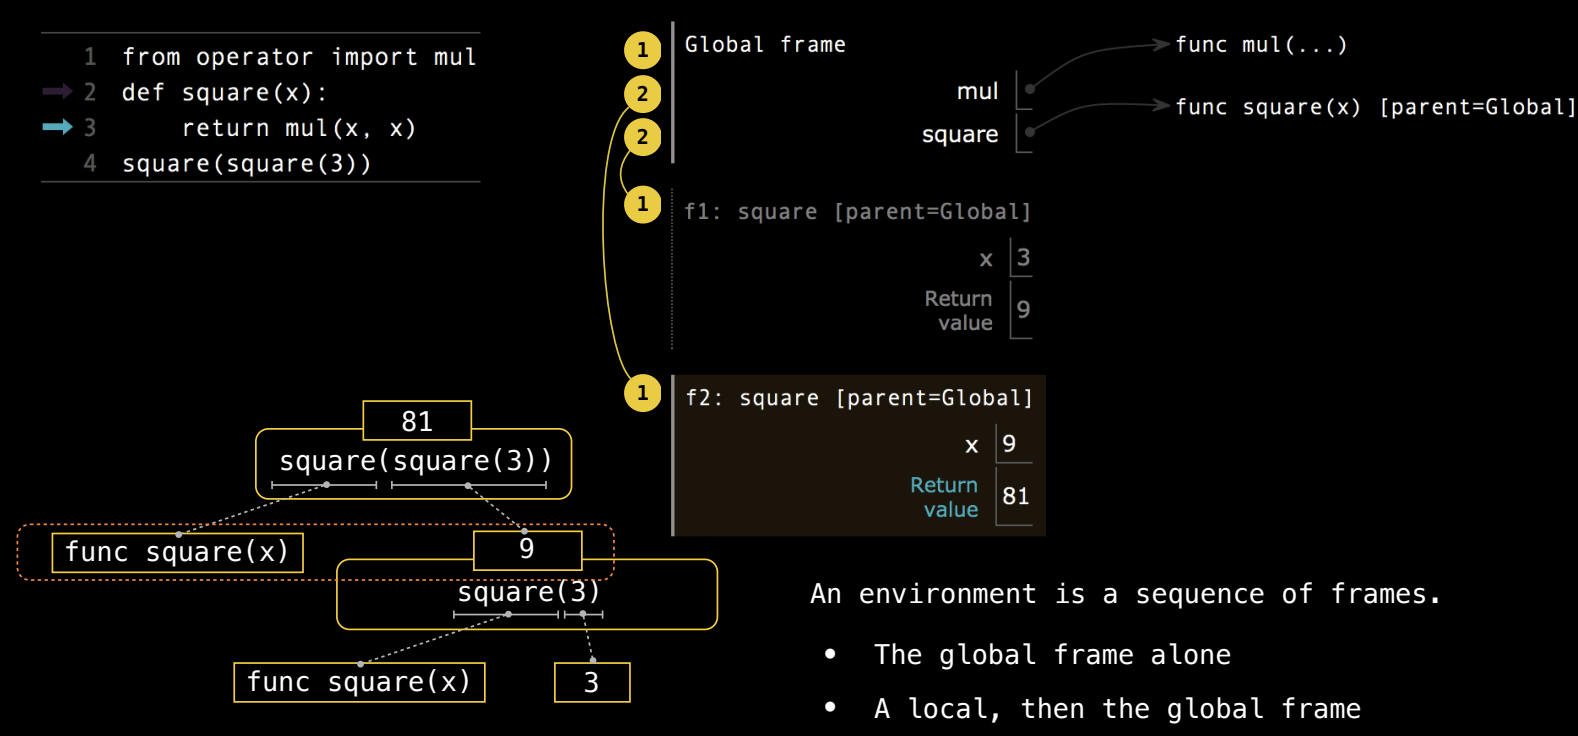 1 from operator import mul
2 def square(x):
3 return mul(x, x)
4 square(square(3))
1 Global frame
2 mul
2 square
func mul(...)
func square(x) [parent=Global]
1 f1: square [parent=Global]
x 3
Return
value 9
1 f2: square [parent=Global]
x 9
Return
value 81
81
square(square(3))
func square(x)
9
square(3)
func square(x)
3
An environment is a sequence of frames.
• The global frame alone
• A local, then the global frame